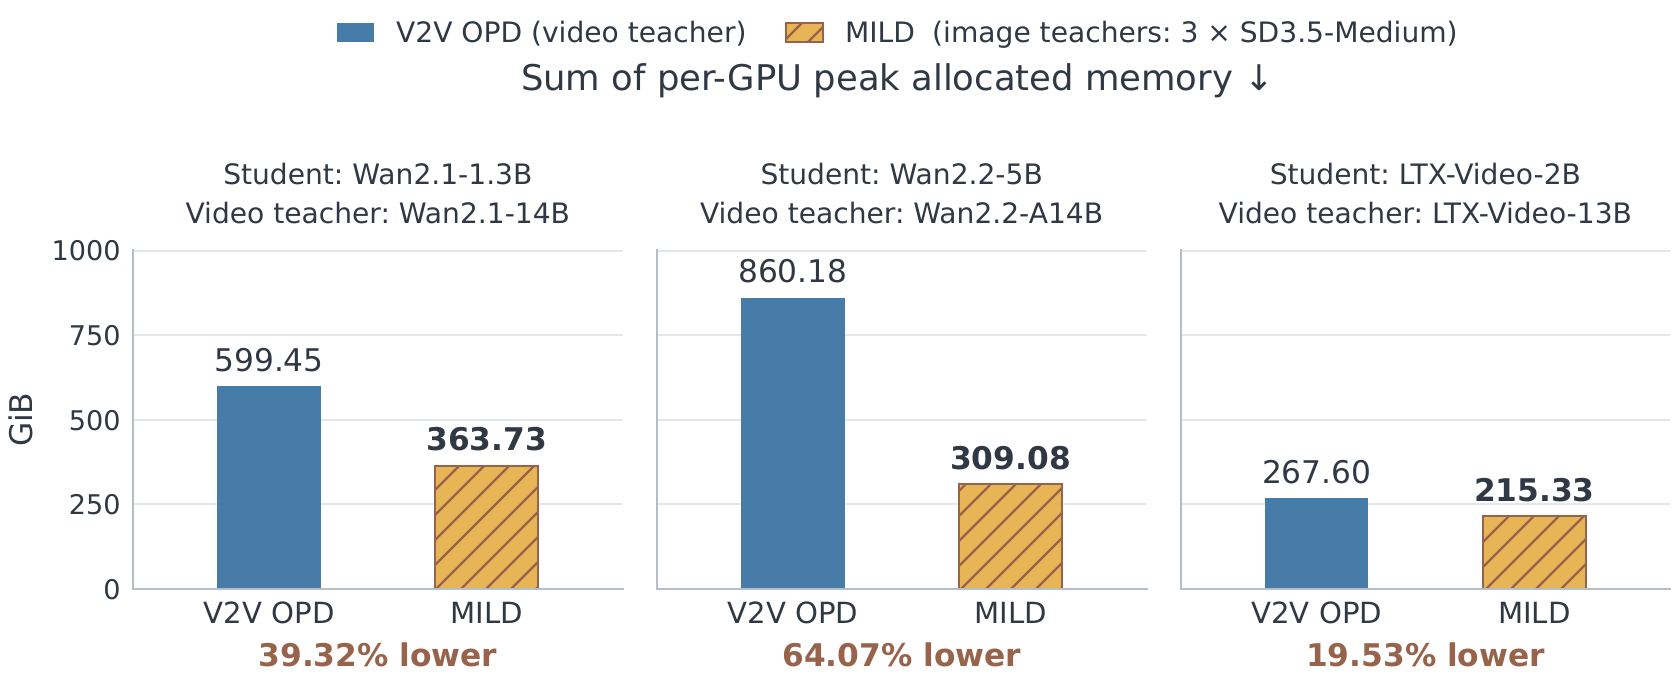 V2V OPD (video teacher) MILD (image teachers: 3 × SD3.5-Medium)
Sum of per-GPU peak allocated memory ↓
Student: Wan2.1-1.3B
Video teacher: Wan2.1-14B
Student: Wan2.2-5B
Video teacher: Wan2.2-A14B
Student: LTX-Video-2B
Video teacher: LTX-Video-13B
GiB
1000
750
500
250
0
599.45
363.73
V2V OPD MILD
39.32% lower
860.18
309.08
V2V OPD MILD
64.07% lower
267.60
215.33
V2V OPD MILD
19.53% lower